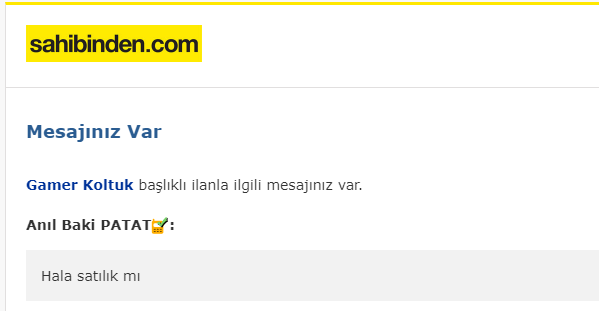 sahibinden.com
Mesajınız Var
Gamer Koltuk başlıklı ilanla ilgili mesajınız var.
Anıl Baki PATAT:
Hala satılık mı